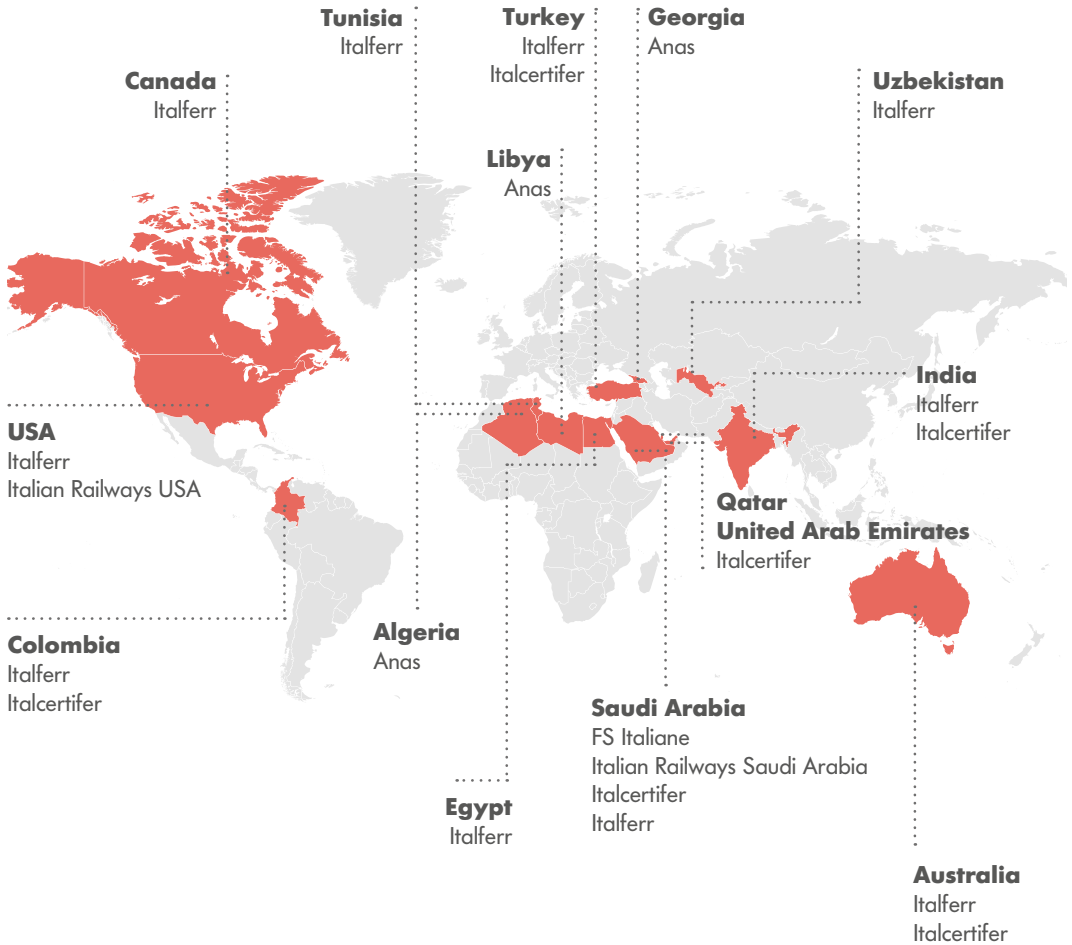 Tunisia
Italferr
Turkey
Italferr
Italcertifer
Georgia
Anas
Canada
Italferr
Uzbekistan
Italferr
Libya
Anas
India
Italferr
Italcertifer
USA
Italferr
Italian Railways USA
Qatar
United Arab Emirates
Italcertifer
Colombia
Italferr
Italcertifer
Algeria
Anas
Saudi Arabia
FS Italiane
Italian Railways Saudi Arabia
Italcertifer
Italferr
Egypt
Italferr
Australia
Italferr
Italcertifer